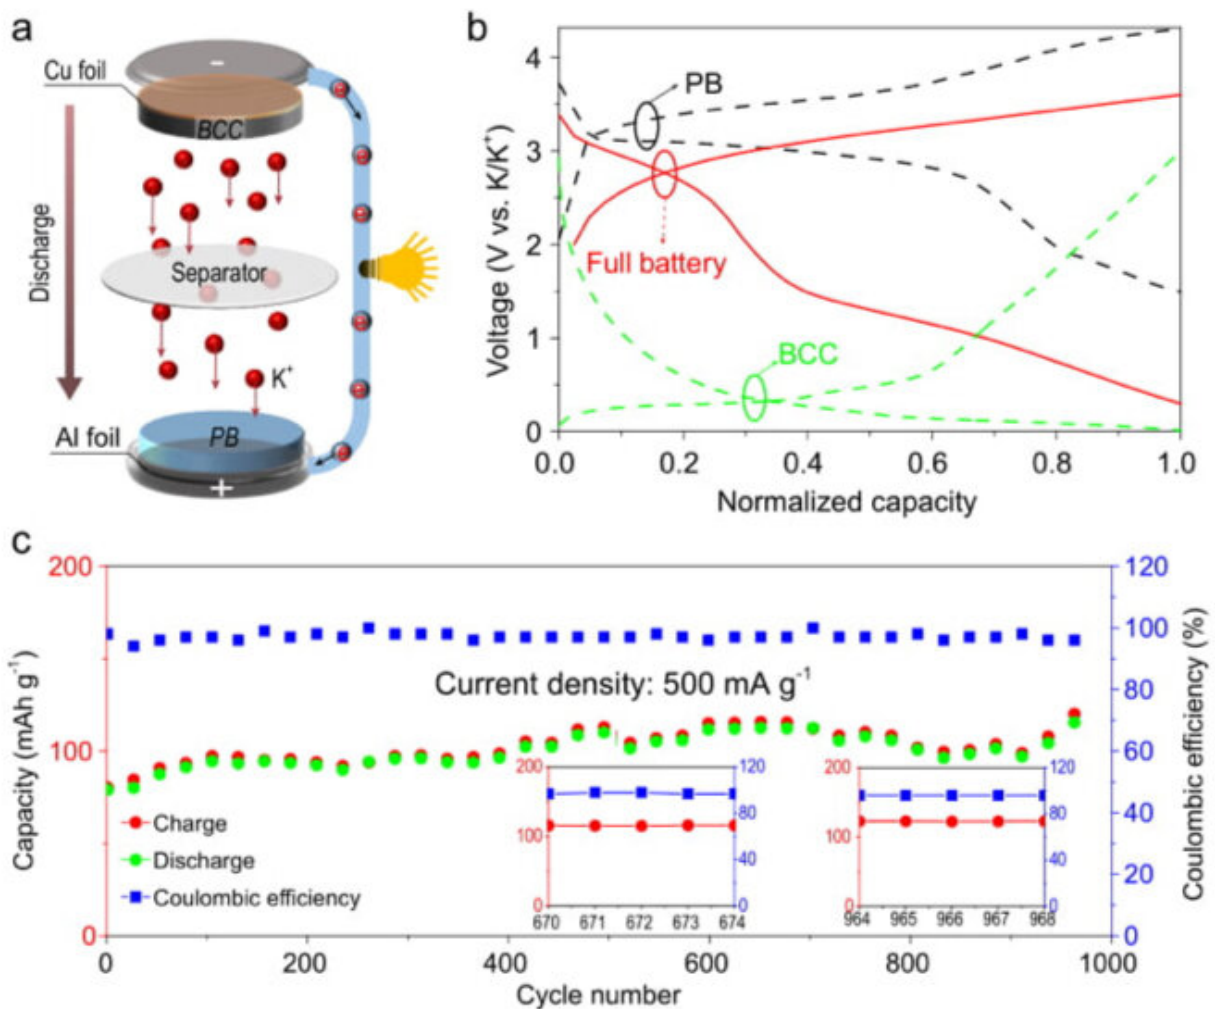 a
Cu foil
-
BCC
Discharge
Separator
K⁺
Al foil
PB
+
b
Voltage (V vs. K/K⁺)
4
3
2
1
0
PB
Full battery
BCC
0.0 0.2 0.4 0.6 0.8 1.0
Normalized capacity
c
Capacity (mAh g⁻¹)
200
100
0
Current density: 500 mA g⁻¹
Charge
Discharge
Coulombic efficiency
200
100
0
120
80
40
0
670 671 672 673 674
200
100
0
120
80
40
0
964 965 966 967 968
120
100
80
60
40
20
0
Coulombic efficiency (%)
0 200 400 600 800 1000
Cycle number